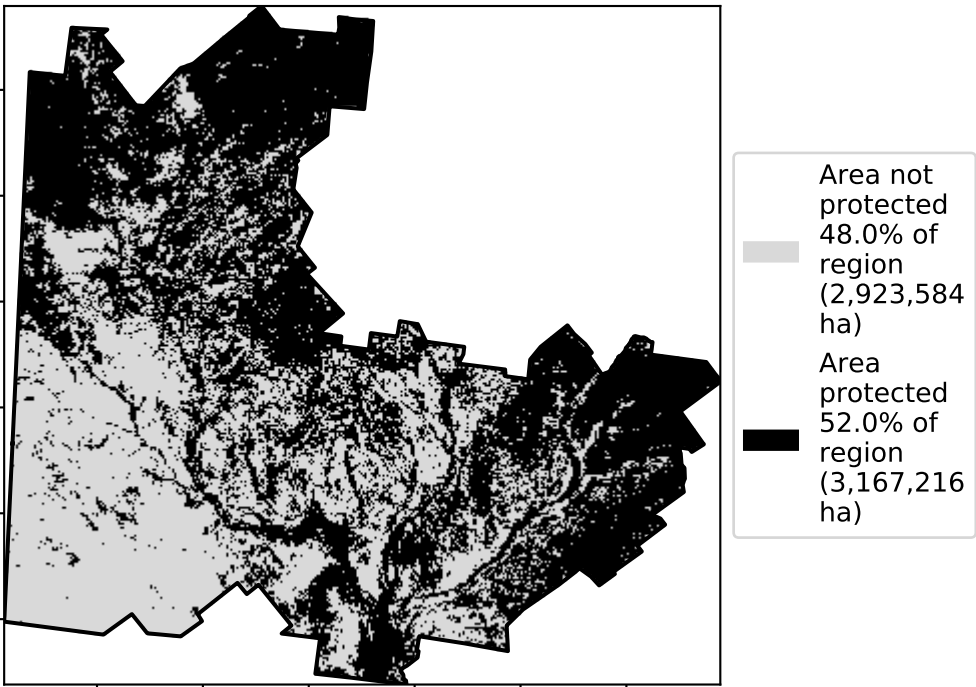 Area not
protected
48.0% of
region
(2,923,584
ha)
Area
protected
52.0% of
region
(3,167,216
ha)